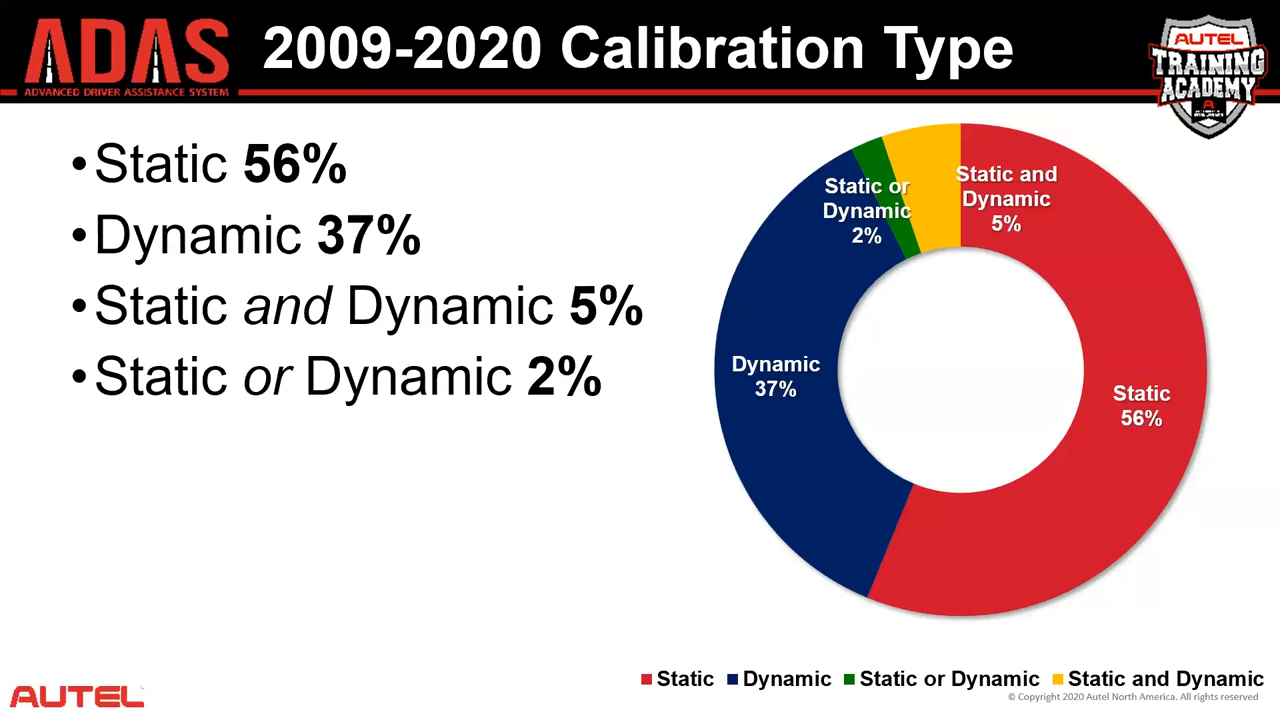 ADAS
ADVANCED DRIVER ASSISTANCE SYSTEM
2009-2020 Calibration Type
AUTEL
TRAINING
ACADEMY
•Static 56%
•Dynamic 37%
•Static and Dynamic 5%
•Static or Dynamic 2%
Static and
Dynamic
5%
Static or
Dynamic
2%
Dynamic
37%
Static
56%
Static Dynamic Static or Dynamic Static and Dynamic
© Copyright 2020 Autel North America. All rights reserved
AUTEL